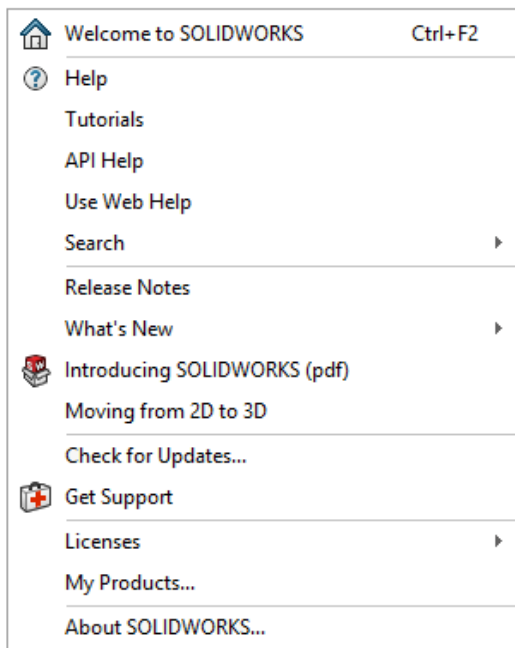 Welcome to SOLIDWORKS Ctrl+F2
Help
Tutorials
API Help
Use Web Help
Search
Release Notes
What's New
Introducing SOLIDWORKS (pdf)
Moving from 2D to 3D
Check for Updates...
Get Support
Licenses
My Products...
About SOLIDWORKS...